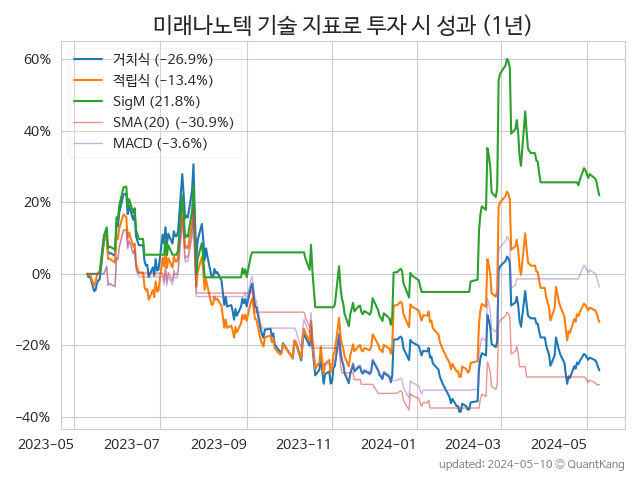 미래나노텍 기술 지표로 투자 시 성과 (1년)
거치식 (−26.9%)
적립식 (−13.4%)
SigM (21.8%)
SMA(20) (−30.9%)
MACD (−3.6%)
60%
40%
20%
0%
−20%
−40%
2023-05 2023-07 2023-09 2023-11 2024-01 2024-03 2024-05
updated: 2024-05-10 © QuantKang